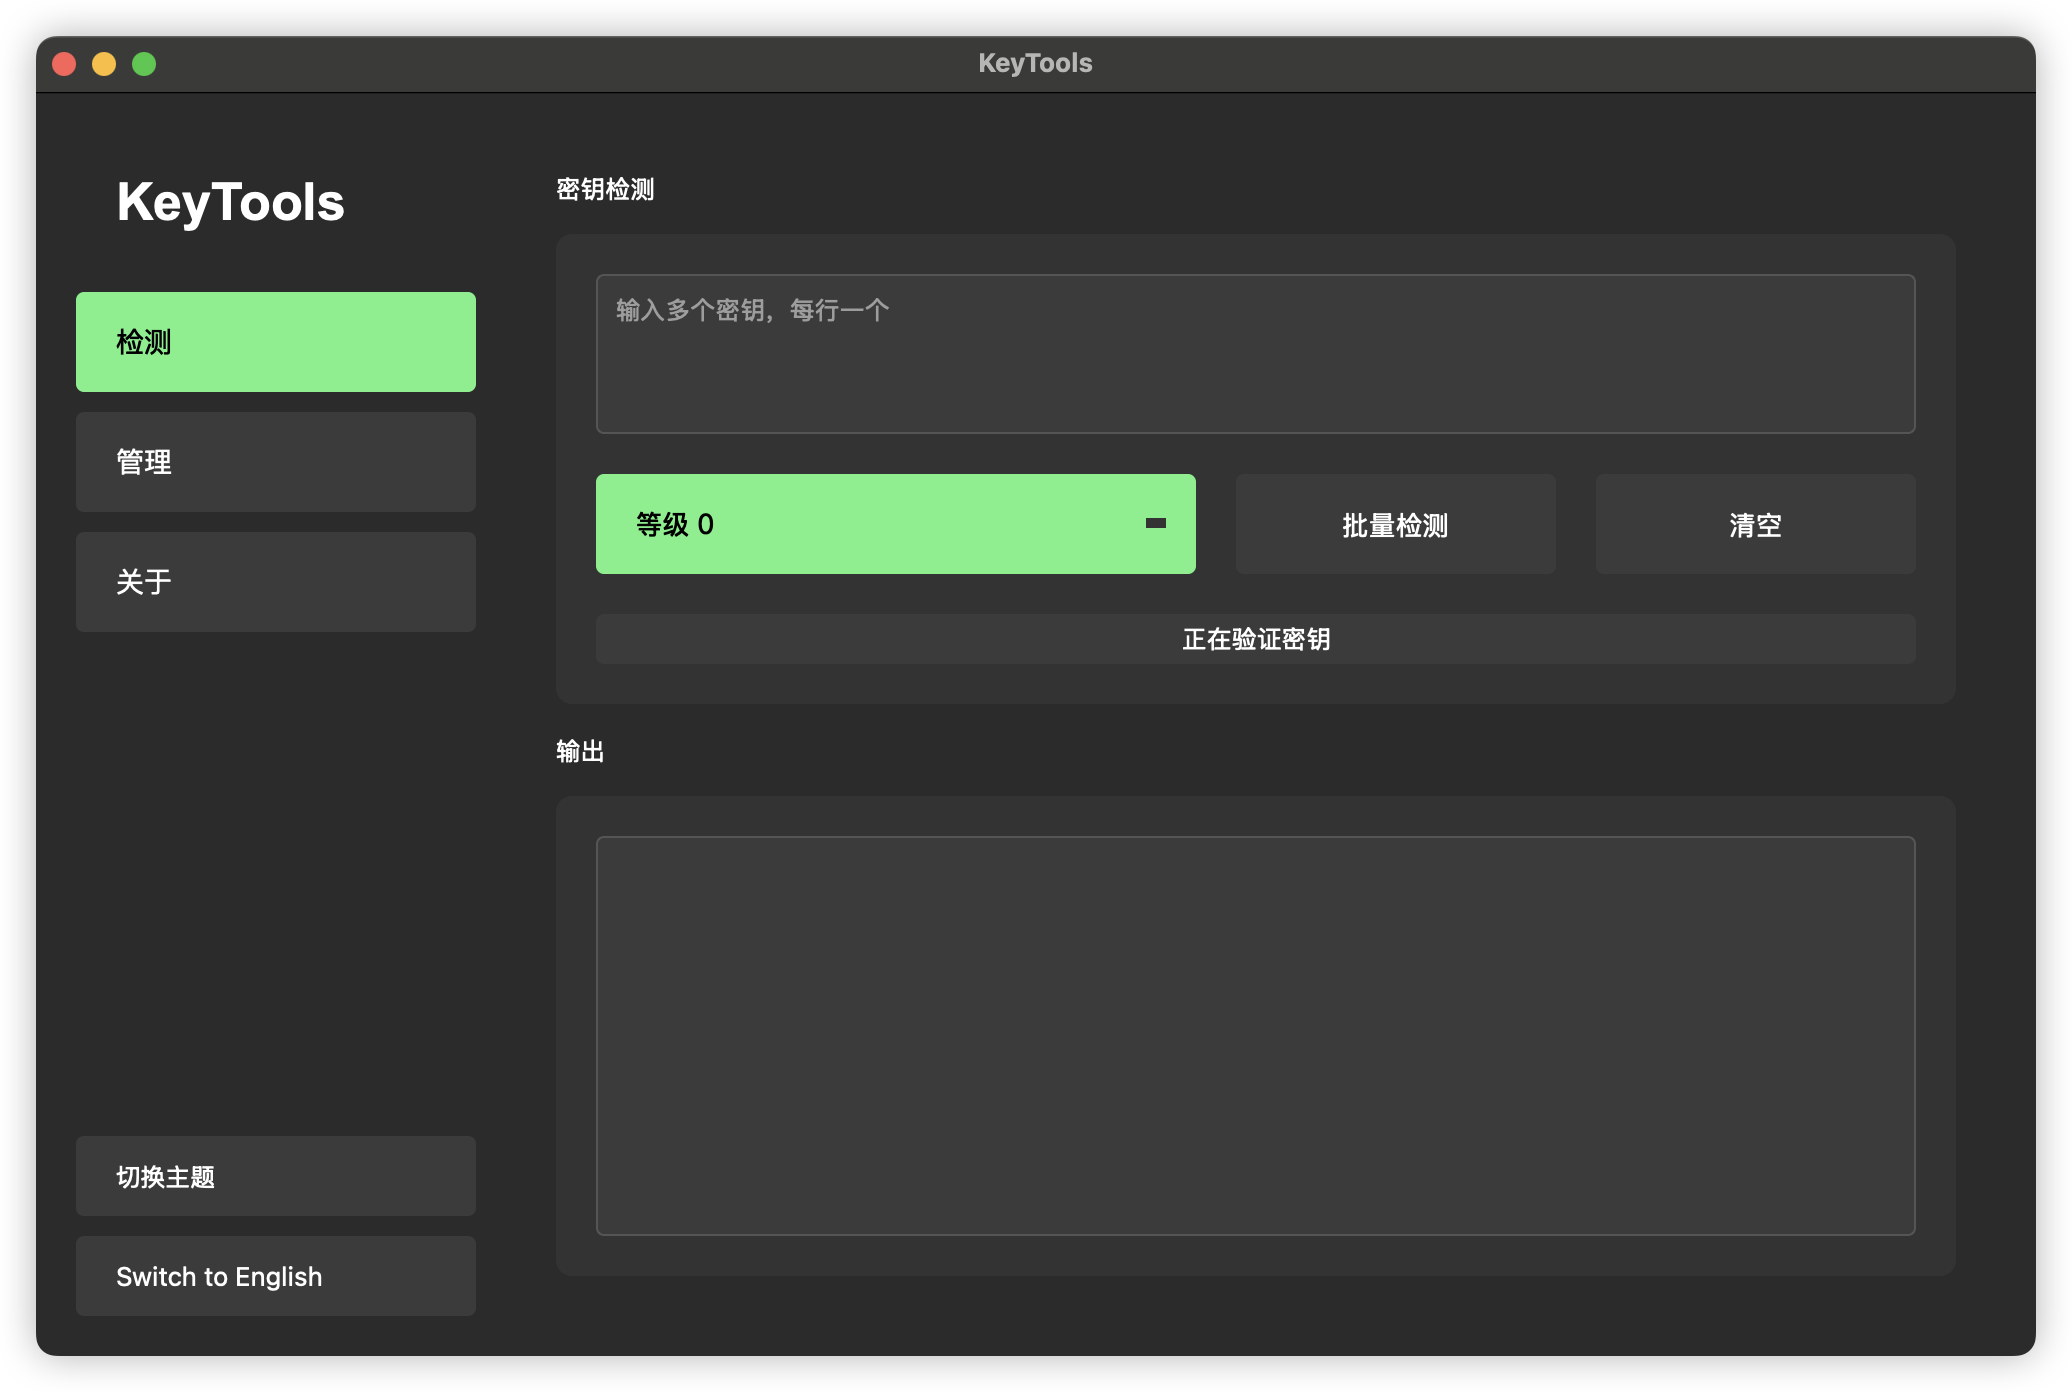 KeyTools
KeyTools
检测
管理
关于
切换主题
Switch to English
密钥检测
输入多个密钥，每行一个
等级 0
批量检测
清空
正在验证密钥
输出